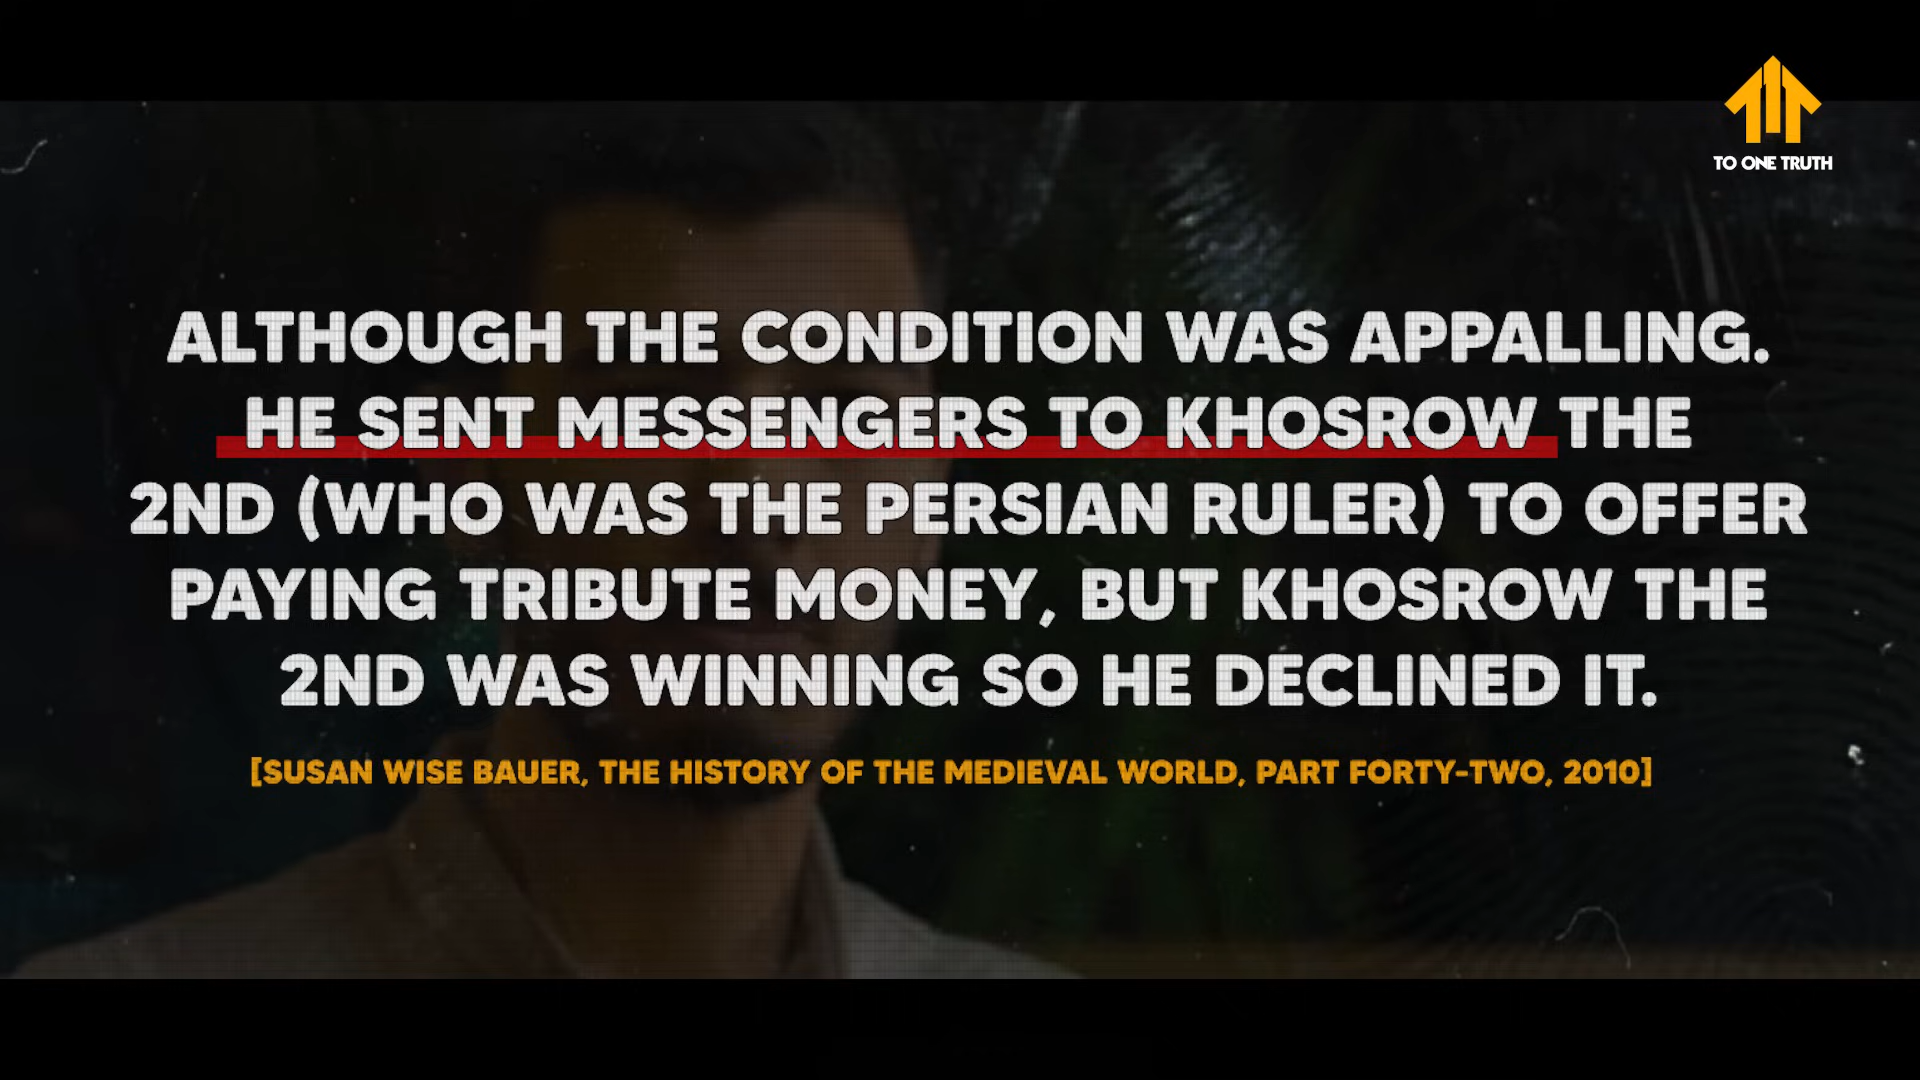 TO ONE TRUTH
ALTHOUGH THE CONDITION WAS APPALLING.
HE SENT MESSENGERS TO KHOSROW THE
2ND (WHO WAS THE PERSIAN RULER) TO OFFER
PAYING TRIBUTE MONEY, BUT KHOSROW THE
2ND WAS WINNING SO HE DECLINED IT.
[SUSAN WISE BAUER, THE HISTORY OF THE MEDIEVAL WORLD, PART FORTY-TWO, 2010]